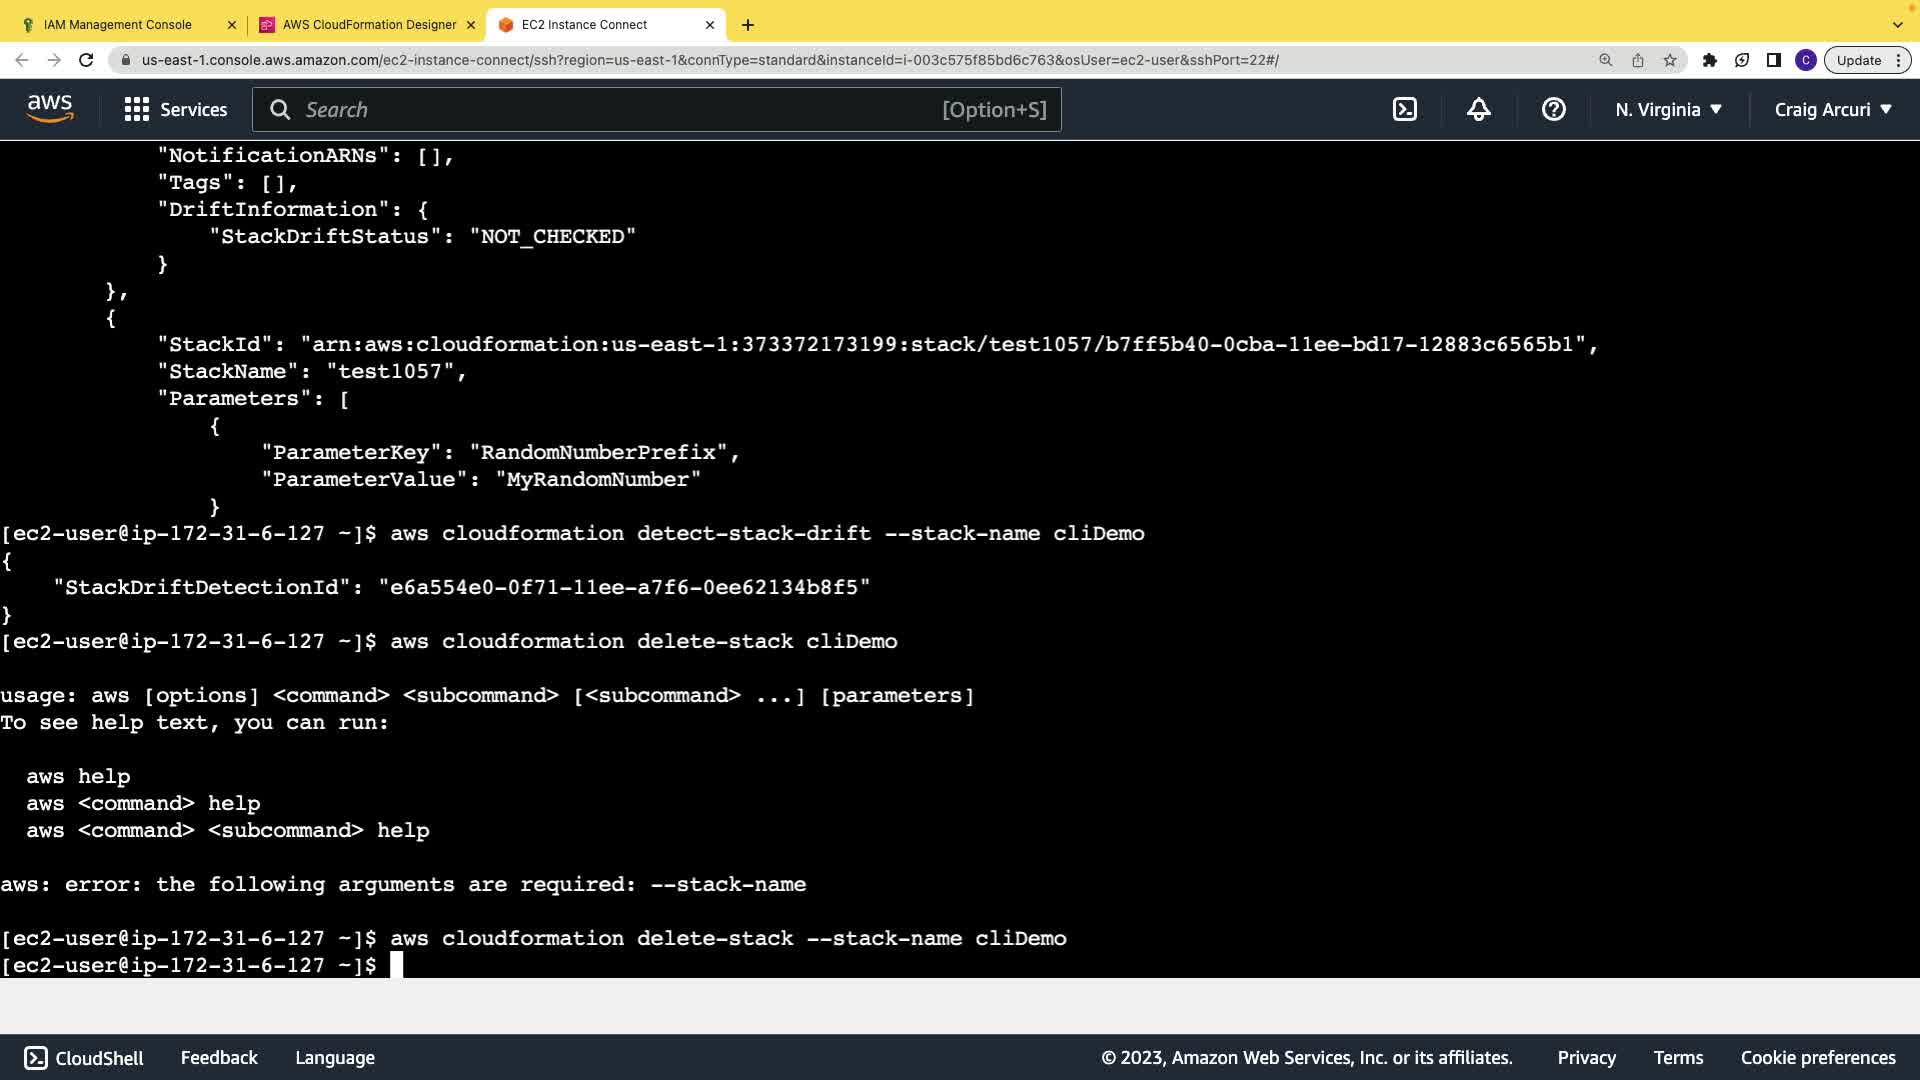 IAM Management Console
AWS CloudFormation Designer
EC2 Instance Connect
us-east-1.console.aws.amazon.com/ec2-instance-connect/ssh?region=us-east-1&connType=standard&instanceId=i-003c575f85bd6c763&osUser=ec2-user&sshPort=22#/
C
Update
aws
Services
Search
[Option+S]
N. Virginia
Craig Arcuri
"NotificationARNs": [],
"Tags": [],
"DriftInformation": {
"StackDriftStatus": "NOT_CHECKED"
}
},
{
"StackId": "arn:aws:cloudformation:us-east-1:373372173199:stack/test1057/b7ff5b40-0cba-11ee-bd17-12883c6565b1",
"StackName": "test1057",
"Parameters": [
{
"ParameterKey": "RandomNumberPrefix",
"ParameterValue": "MyRandomNumber"
}
[ec2-user@ip-172-31-6-127 ~]$ aws cloudformation detect-stack-drift --stack-name cliDemo
{
"StackDriftDetectionId": "e6a554e0-0f71-11ee-a7f6-0ee62134b8f5"
}
[ec2-user@ip-172-31-6-127 ~]$ aws cloudformation delete-stack cliDemo
usage: aws [options] <command> <subcommand> [<subcommand> ...] [parameters]
To see help text, you can run:
aws help
aws <command> help
aws <command> <subcommand> help
aws: error: the following arguments are required: --stack-name
[ec2-user@ip-172-31-6-127 ~]$ aws cloudformation delete-stack --stack-name cliDemo
[ec2-user@ip-172-31-6-127 ~]$
CloudShell
Feedback
Language
© 2023, Amazon Web Services, Inc. or its affiliates.
Privacy
Terms
Cookie preferences